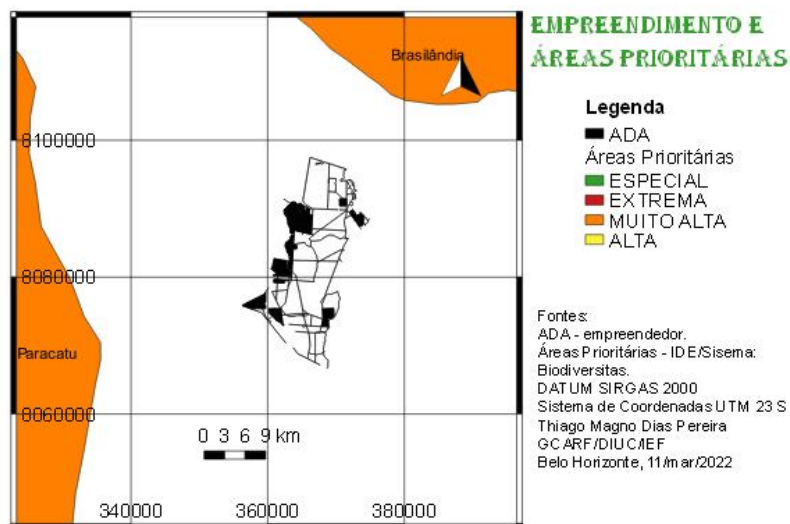 EMPREENDIMENTO E
ÁREAS PRIORITÁRIAS
Brasilândia
Legenda
ADA
Áreas Prioritárias
ESPECIAL
EXTREMA
MUITO ALTA
ALTA
8100000
8080000
Paracatu
8060000
0 3 6 9 km
340000 360000 380000
Fontes:
ADA - empreendedor.
Áreas Prioritárias - IDE/Sisema:
Biodiversitas.
DATUM SIRGAS 2000
Sistema de Coordenadas UTM 23 S
Thiago Magno Dias Pereira
GCARF/DIUC/IEF
Belo Horizonte, 11/mar/2022